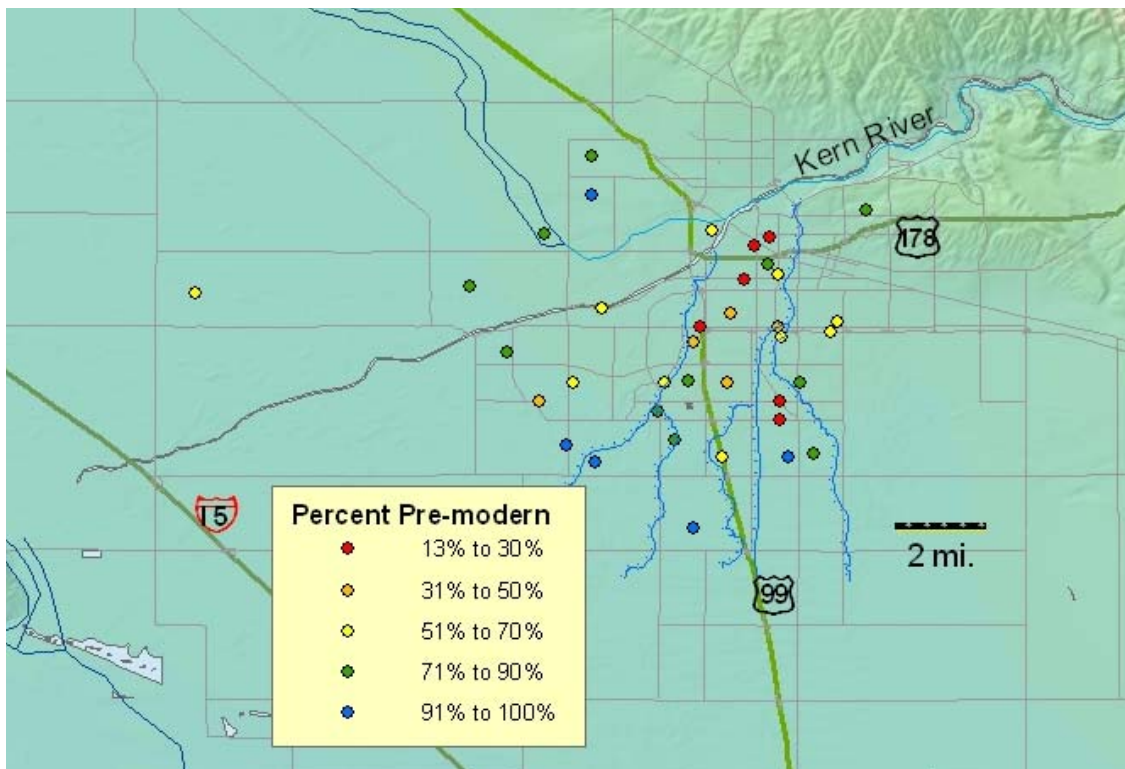 Kern River
178
15
Percent Pre-modern
13% to 30%
31% to 50%
51% to 70%
71% to 90%
91% to 100%
2 mi.
99